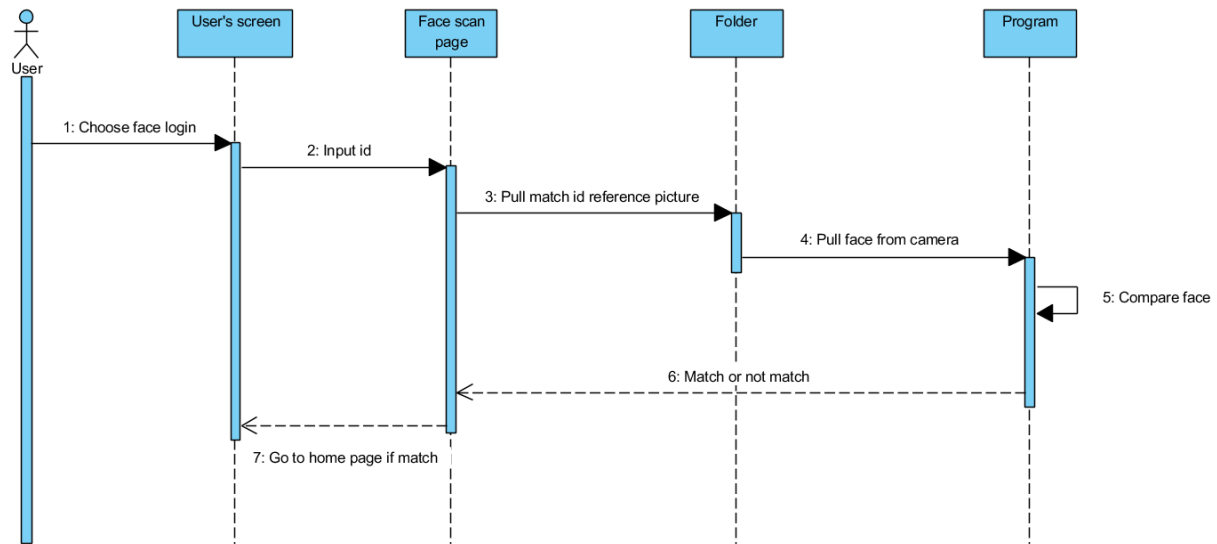 User's screen
Face scan
page
Folder
Program
User
1: Choose face login
2: Input id
3: Pull match id reference picture
4: Pull face from camera
5: Compare face
6: Match or not match
7: Go to home page if match